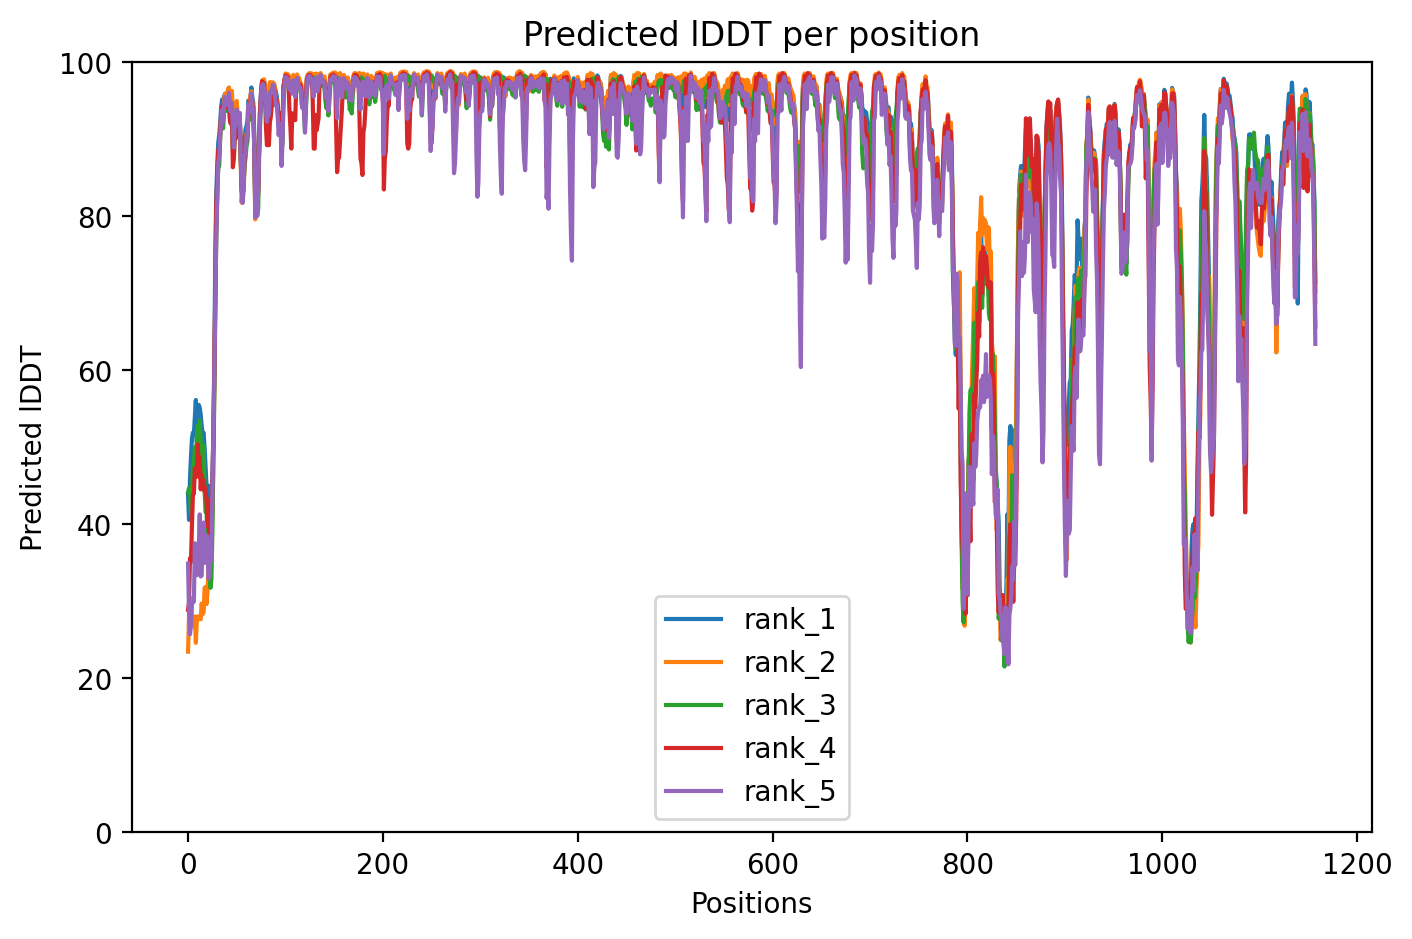 Predicted lDDT per position
Predicted lDDT
100
80
60
40
20
0
rank_1
rank_2
rank_3
rank_4
rank_5
0 200 400 600 800 1000 1200
Positions